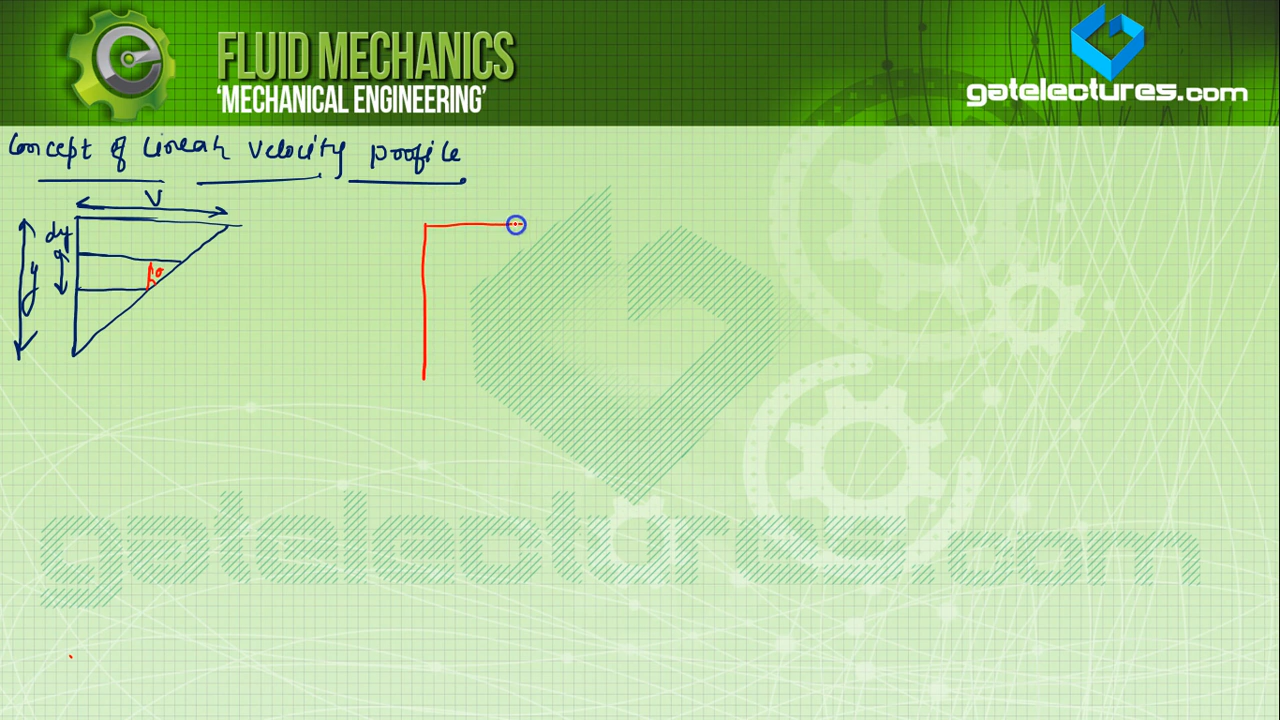 FLUID MECHANICS
'MECHANICAL ENGINEERING'
gatelectures.com
Concept of Linear Velocity profile
V
dy
y
θ
gatelectures.com